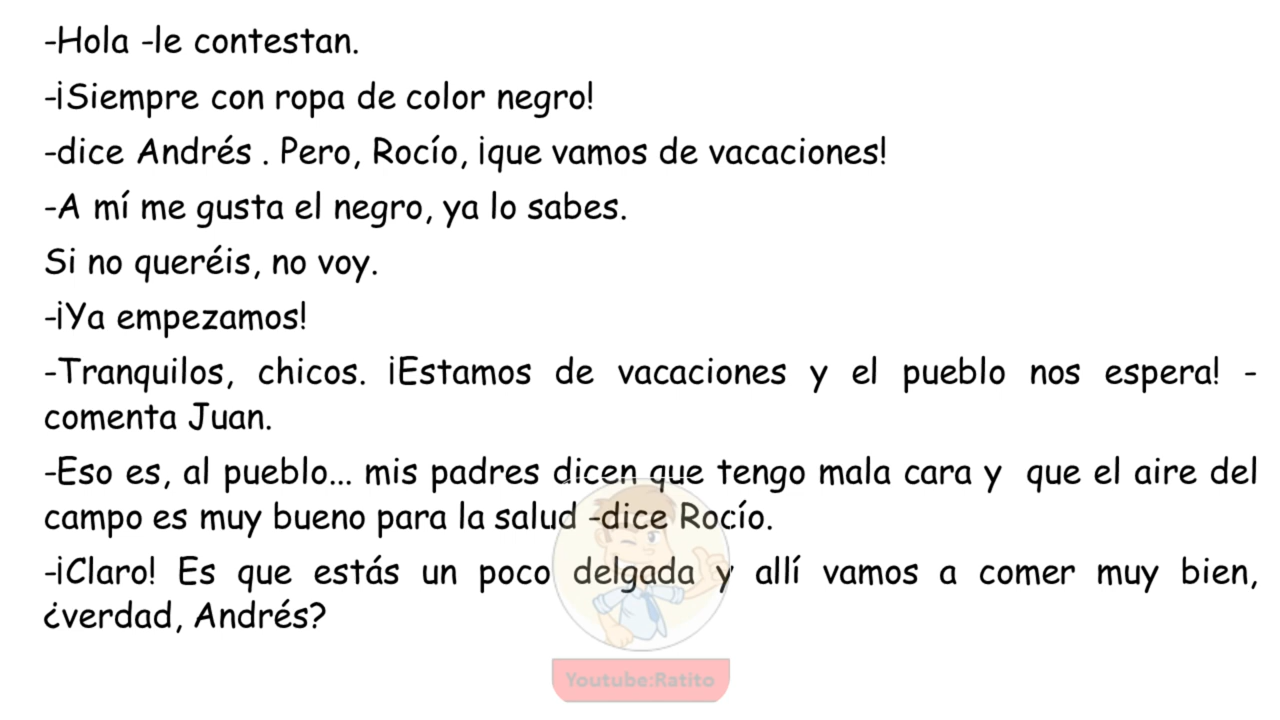 -Hola -le contestan.
-¡Siempre con ropa de color negro!
-dice Andrés . Pero, Rocío, ¡que vamos de vacaciones!
-A mí me gusta el negro, ya lo sabes.
Si no queréis, no voy.
-¡Ya empezamos!
-Tranquilos, chicos. ¡Estamos de vacaciones y el pueblo nos espera! -
comenta Juan.
-Eso es, al pueblo... mis padres dicen que tengo mala cara y que el aire del
campo es muy bueno para la salud -dice Rocío.
-¡Claro! Es que estás un poco delgada y allí vamos a comer muy bien,
¿verdad, Andrés?
Youtube:Ratito